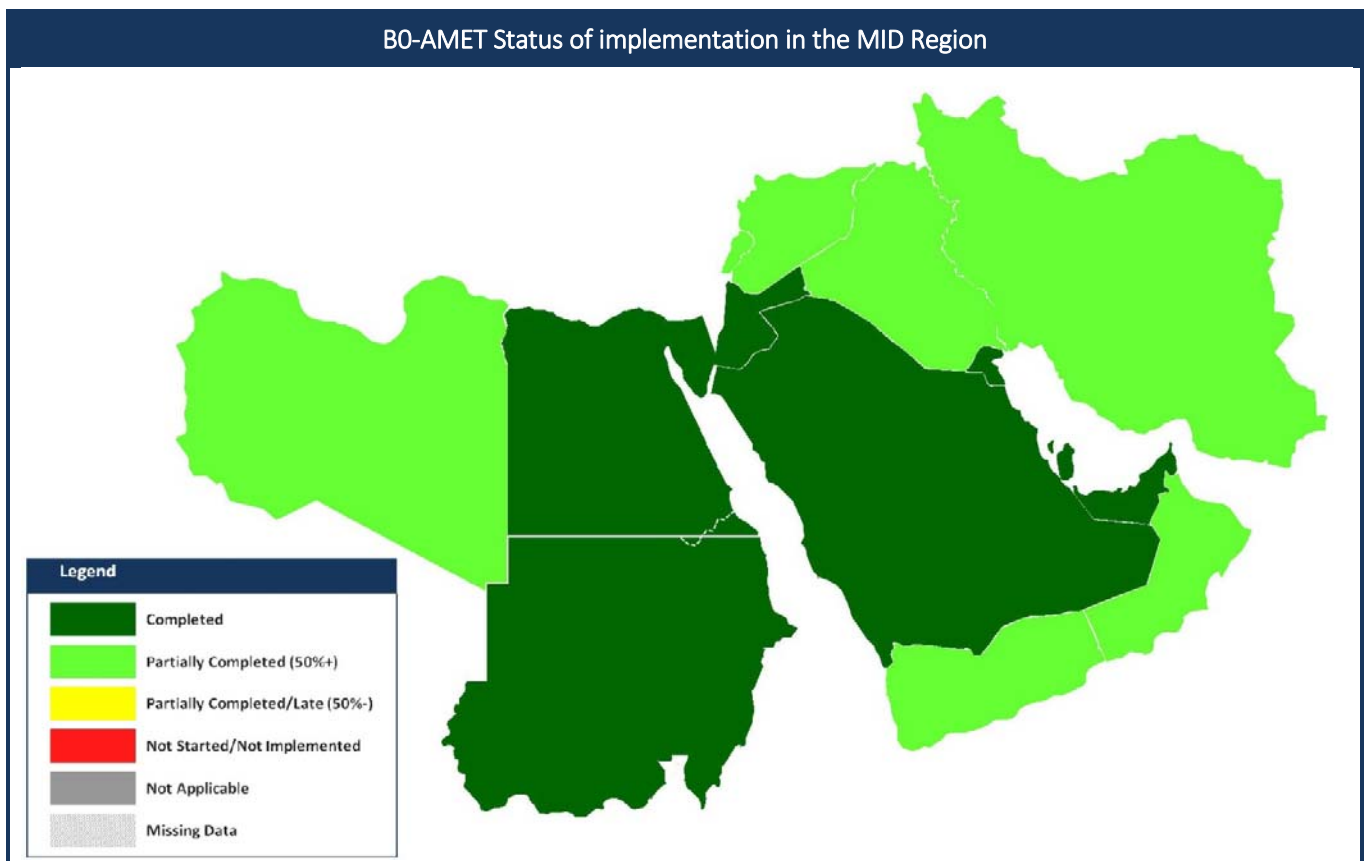 B0-AMET Status of implementation in the MID Region
Legend
Completed
Partially Completed (50%+)
Partially Completed/Late (50%-)
Not Started/Not Implemented
Not Applicable
Missing Data